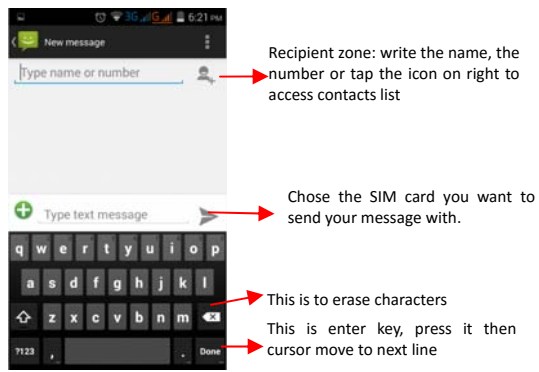 3G G 6:21 PM
New message
Type name or number
Recipient zone: write the name, the
number or tap the icon on right to
access contacts list
Type text message
Chose the SIM card you want to
send your message with.
q w e r t y u i o p
a s d f g h j k l
z x c v b n m
?123 , . Done
This is to erase characters
This is enter key, press it then
cursor move to next line